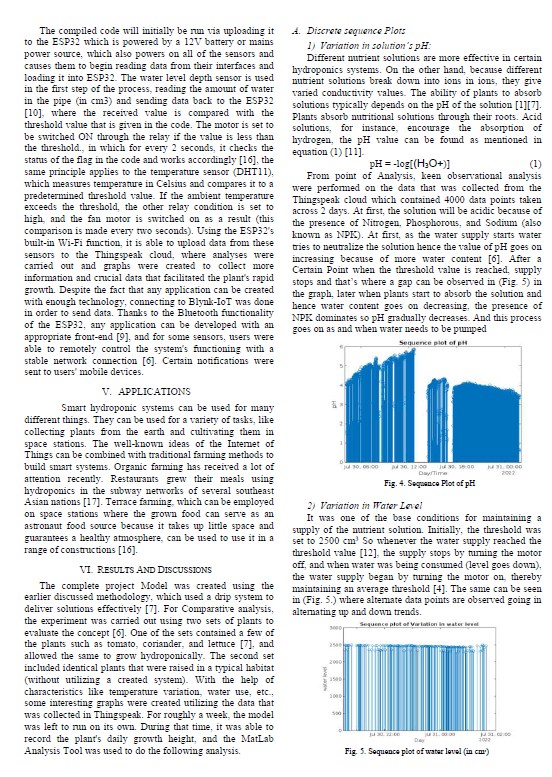 The compiled code will initially be run via uploading it
to the ESP32 which is powered by a 12V battery or mains
power source, which also powers on all of the sensors and
causes them to begin reading data from their interfaces and
loading it into ESP32. The water level depth sensor is used
in the first step of the process, reading the amount of water
in the pipe (in cm3) and sending data back to the ESP32
[10], where the received value is compared with the
threshold value that is given in the code. The motor is set to
be switched ON through the relay if the value is less than
the threshold., in which for every 2 seconds, it checks the
status of the flag in the code and works accordingly [16], the
same principle applies to the temperature sensor (DHT11),
which measures temperature in Celsius and compares it to a
predetermined threshold value. If the ambient temperature
exceeds the threshold, the other relay condition is set to
high, and the fan motor is switched on as a result (this
comparison is made every two seconds). Using the ESP32's
built-in Wi-Fi function, it is able to upload data from these
sensors to the Thingspeak cloud, where analyses were
carried out and graphs were created to collect more
information and crucial data that facilitated the plant's rapid
growth. Despite the fact that any application can be created
with enough technology, connecting to Blynk-IoT was done
in order to send data. Thanks to the Bluetooth functionality
of the ESP32, any application can be developed with an
appropriate front-end [9], and for some sensors, users were
able to remotely control the system's functioning with a
stable network connection [6]. Certain notifications were
sent to users' mobile devices.
V. APPLICATIONS
Smart hydroponic systems can be used for many
different things. They can be used for a variety of tasks, like
collecting plants from the earth and cultivating them in
space stations. The well-known ideas of the Internet of
Things can be combined with traditional farming methods to
build smart systems. Organic farming has received a lot of
attention recently. Restaurants grew their meals using
hydroponics in the subway networks of several southeast
Asian nations [17]. Terrace farming, which can be employed
on space stations where the grown food can serve as an
astronaut food source because it takes up little space and
guarantees a healthy atmosphere, can be used to use it in a
range of constructions [16].
VI. RESULTS AND DISCUSSIONS
The complete project Model was created using the
earlier discussed methodology, which used a drip system to
deliver solutions effectively [7]. For Comparative analysis,
the experiment was carried out using two sets of plants to
evaluate the concept [6]. One of the sets contained a few of
the plants such as tomato, coriander, and lettuce [7], and
allowed the same to grow hydroponically. The second set
included identical plants that were raised in a typical habitat
(without utilizing a created system). With the help of
characteristics like temperature variation, water use, etc.,
some interesting graphs were created utilizing the data that
was collected in Thingspeak. For roughly a week, the model
was left to run on its own. During that time, it was able to
record the plant's daily growth height, and the MatLab
Analysis Tool was used to do the following analysis.
A. Discrete sequence Plots
1) Variation in solution's pH:
Different nutrient solutions are more effective in certain
hydroponics systems. On the other hand, because different
nutrient solutions break down into ions in ions, they give
varied conductivity values. The ability of plants to absorb
solutions typically depends on the pH of the solution [1][7].
Plants absorb nutritional solutions through their roots. Acid
solutions, for instance, encourage the absorption of
hydrogen, the pH value can be found as mentioned in
equation (1) [11].
pH = -log[(H₃O+)] (1)
From point of Analysis, keen observational analysis
were performed on the data that was collected from the
Thingspeak cloud which contained 4000 data points taken
across 2 days. At first, the solution will be acidic because of
the presence of Nitrogen, Phosphorous, and Sodium (also
known as NPK). At first, as the water supply starts water
tries to neutralize the solution hence the value of pH goes on
increasing because of more water content [6]. After a
Certain Point when the threshold value is reached, supply
stops and that's where a gap can be observed in (Fig. 5) in
the graph, later when plants start to absorb the solution and
hence water content goes on decreasing, the presence of
NPK dominates so pH gradually decreases. And this process
goes on as and when water needs to be pumped
Sequence plot of pH
6
5
4
3
2
1
0
pH
Jul 30, 06:00 Jul 30, 12:00 Jul 30, 18:00 Jul 31, 00:00
Day/Time 2022
Fig. 4. Sequence Plot of pH
2) Variation in Water Level
It was one of the base conditions for maintaining a
supply of the nutrient solution. Initially, the threshold was
set to 2500 cm³ So whenever the water supply reached the
threshold value [12], the supply stops by turning the motor
off, and when water was being consumed (level goes down),
the water supply began by turning the motor on, thereby
maintaining an average threshold [4]. The same can be seen
in (Fig. 5.) where alternate data points are observed going in
alternating up and down trends.
Sequence plot of Variation in water level
3000
2500
2000
1500
1000
500
0
water level
Jul 30, 12:00 Jul 31, 00:00 Jul 31, 02:00
Day 2022
Fig. 5. Sequence plot of water level (in cm³)